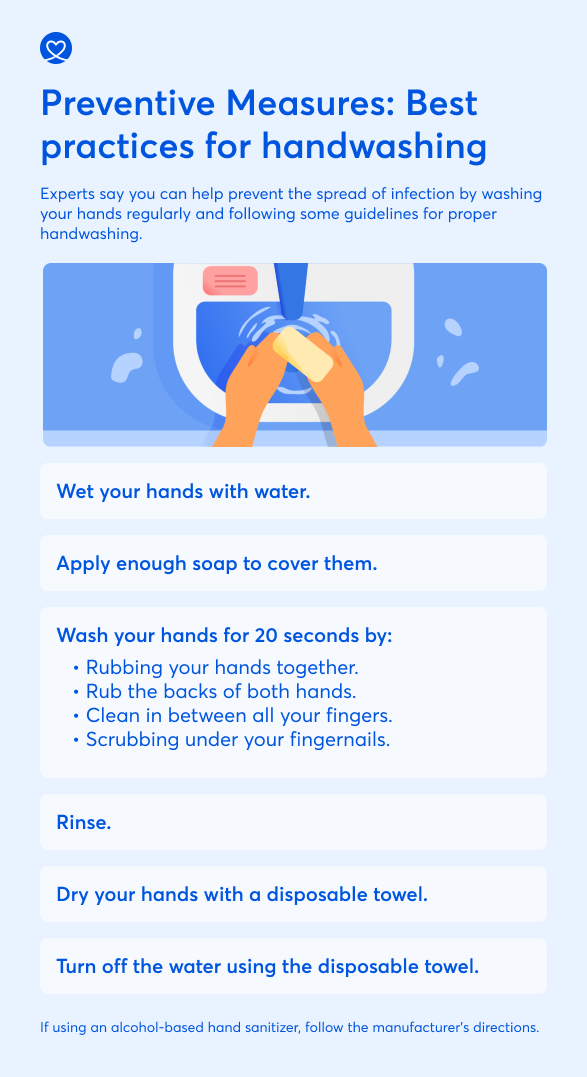 Preventive Measures: Best
practices for handwashing
Experts say you can help prevent the spread of infection by washing
your hands regularly and following some guidelines for proper
handwashing.
Wet your hands with water.
Apply enough soap to cover them.
Wash your hands for 20 seconds by:
• Rubbing your hands together.
• Rub the backs of both hands.
• Clean in between all your fingers.
• Scrubbing under your fingernails.
Rinse.
Dry your hands with a disposable towel.
Turn off the water using the disposable towel.
If using an alcohol-based hand sanitizer, follow the manufacturer's directions.